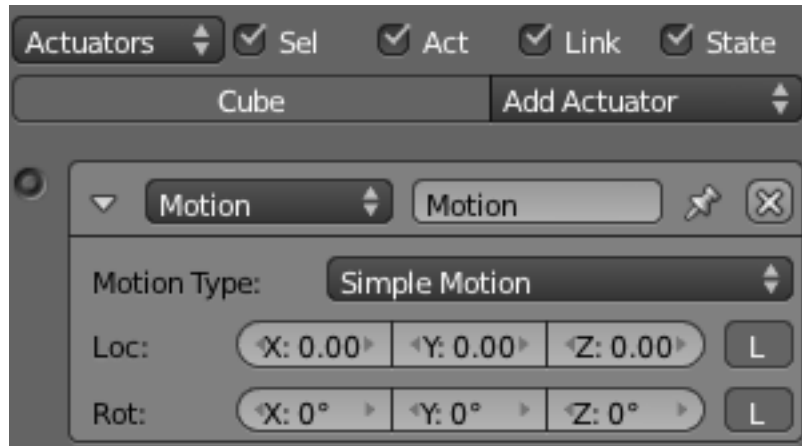 Actuators Sel Act Link State
Cube Add Actuator
Motion Motion
Motion Type: Simple Motion
Loc: X: 0.00 Y: 0.00 Z: 0.00 L
Rot: X: 0° Y: 0° Z: 0° L